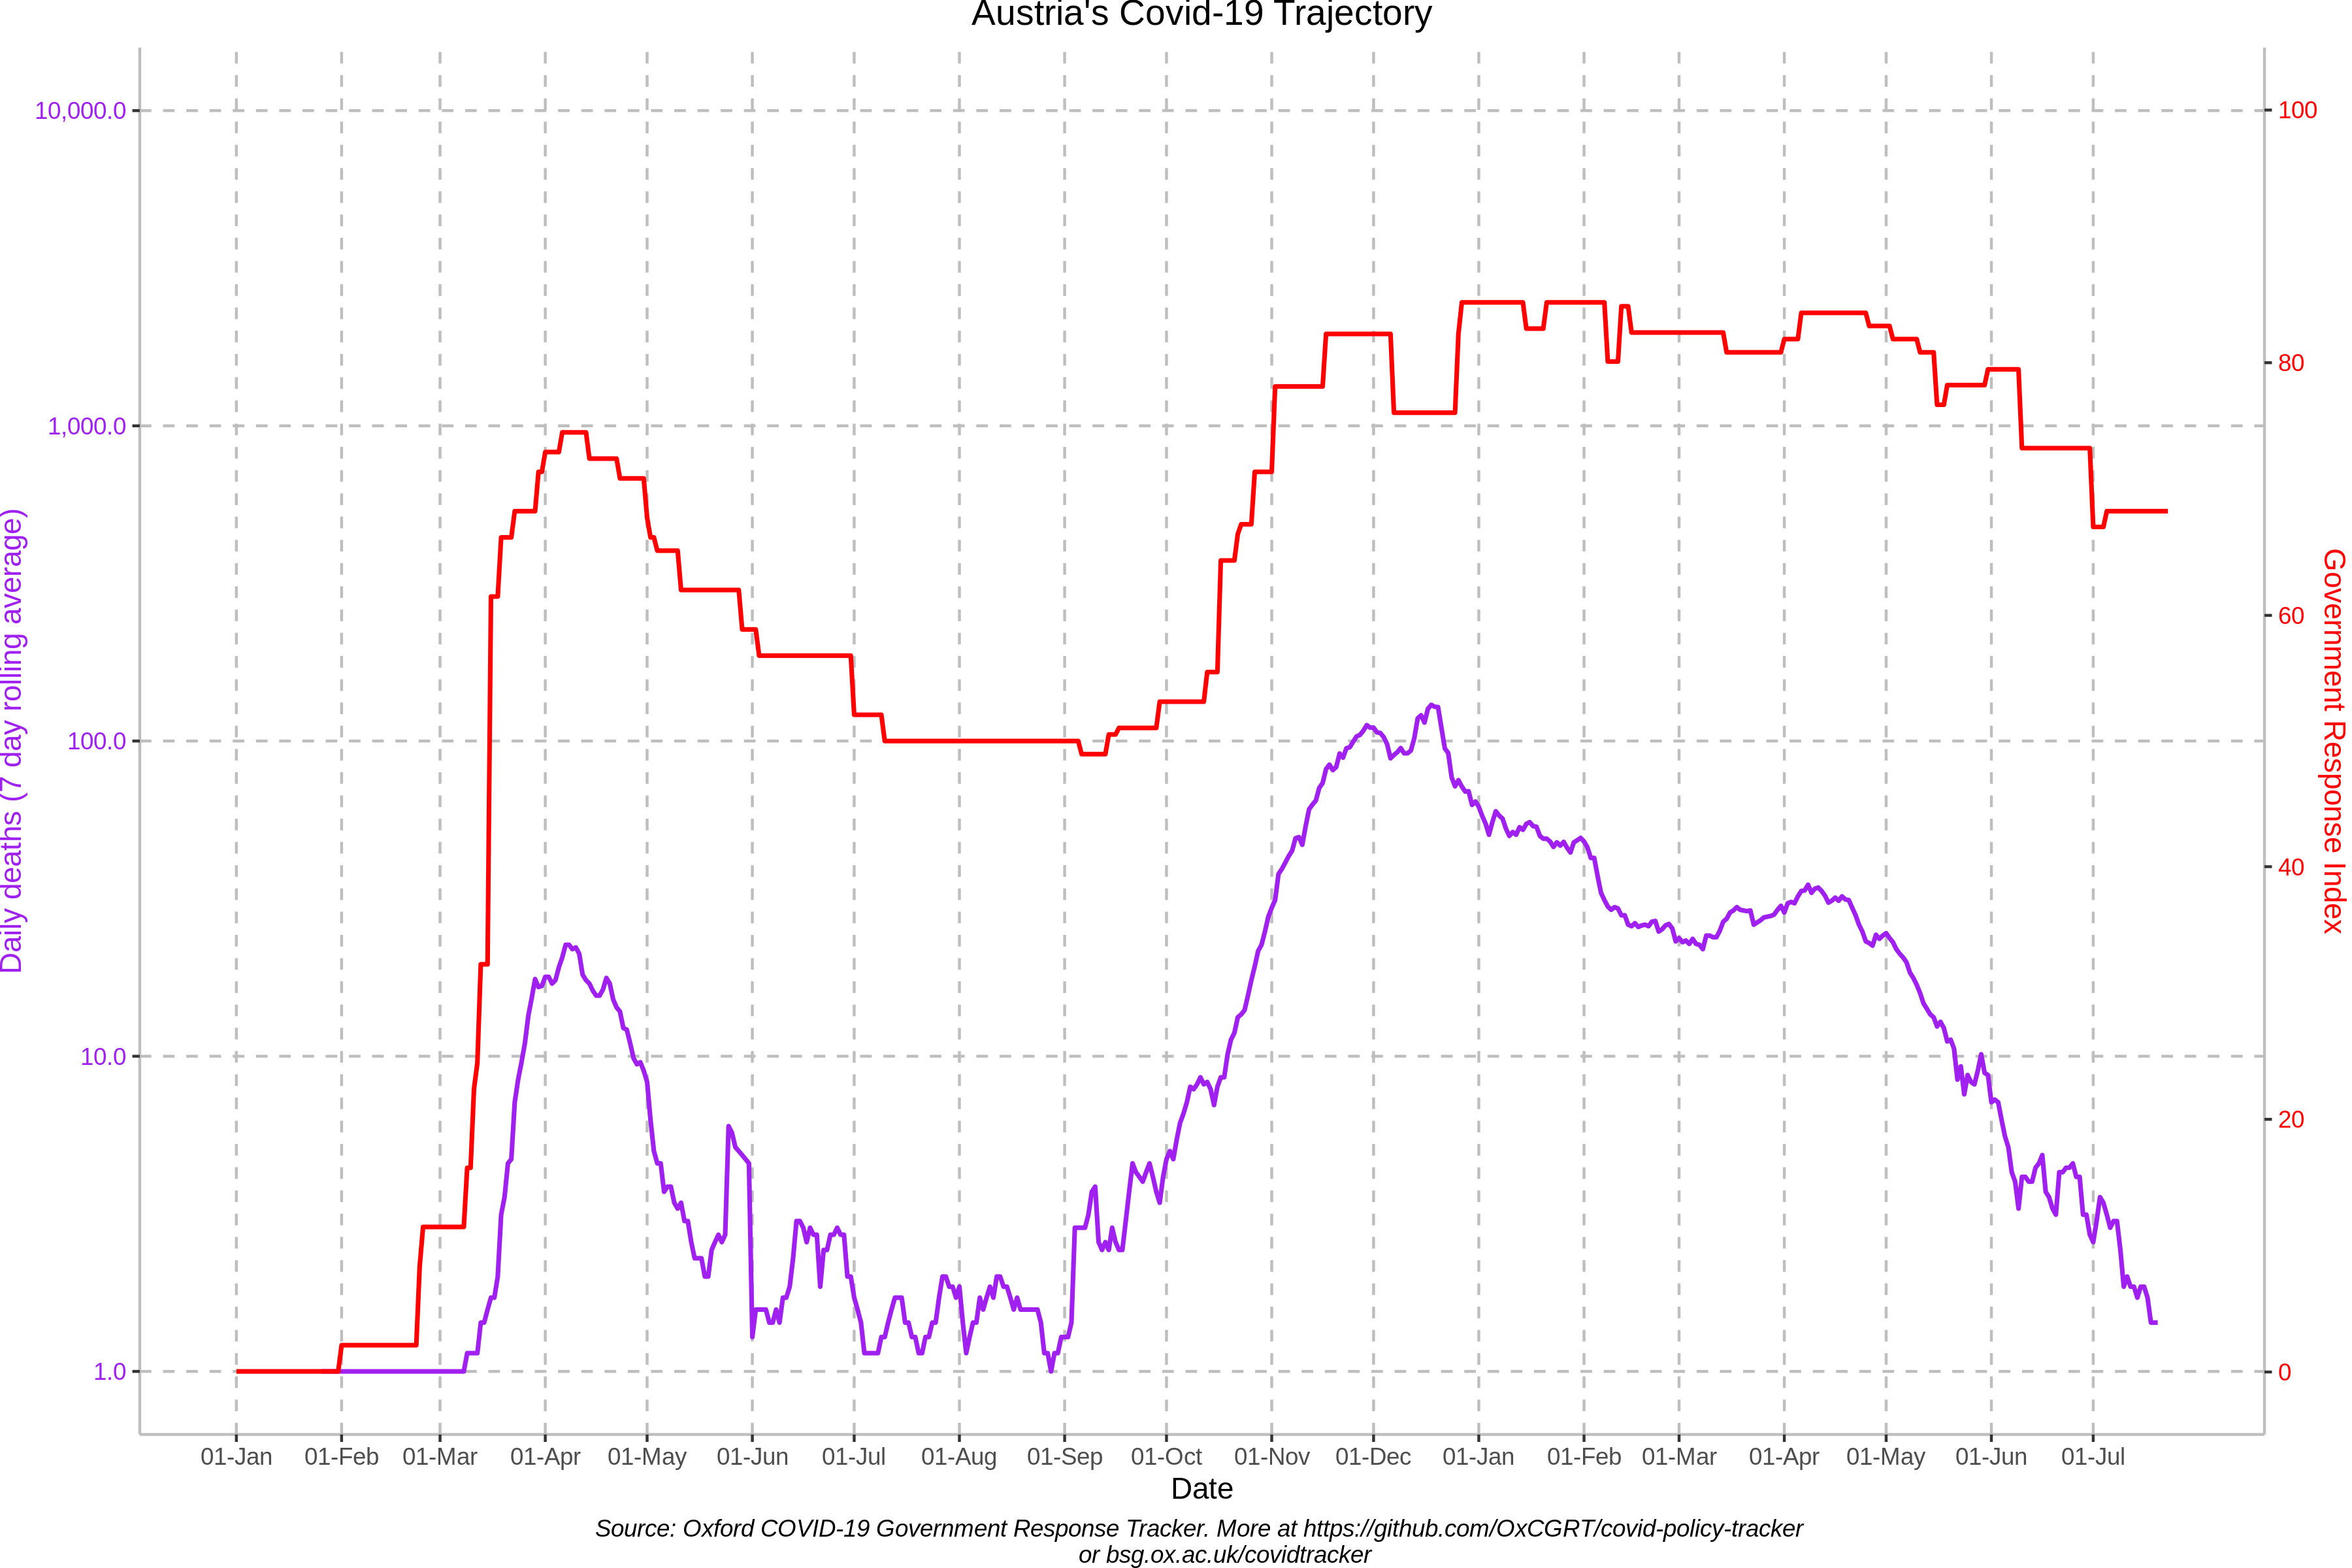 Austria's Covid-19 Trajectory
10,000.0
1,000.0
100.0
10.0
1.0
Daily deaths (7 day rolling average)
100
80
60
40
20
0
Government Response Index
01-Jan 01-Feb 01-Mar 01-Apr 01-May 01-Jun 01-Jul 01-Aug 01-Sep 01-Oct 01-Nov 01-Dec 01-Jan 01-Feb 01-Mar 01-Apr 01-May 01-Jun 01-Jul
Date
Source: Oxford COVID-19 Government Response Tracker. More at https://github.com/OxCGRT/covid-policy-tracker
or bsg.ox.ac.uk/covidtracker